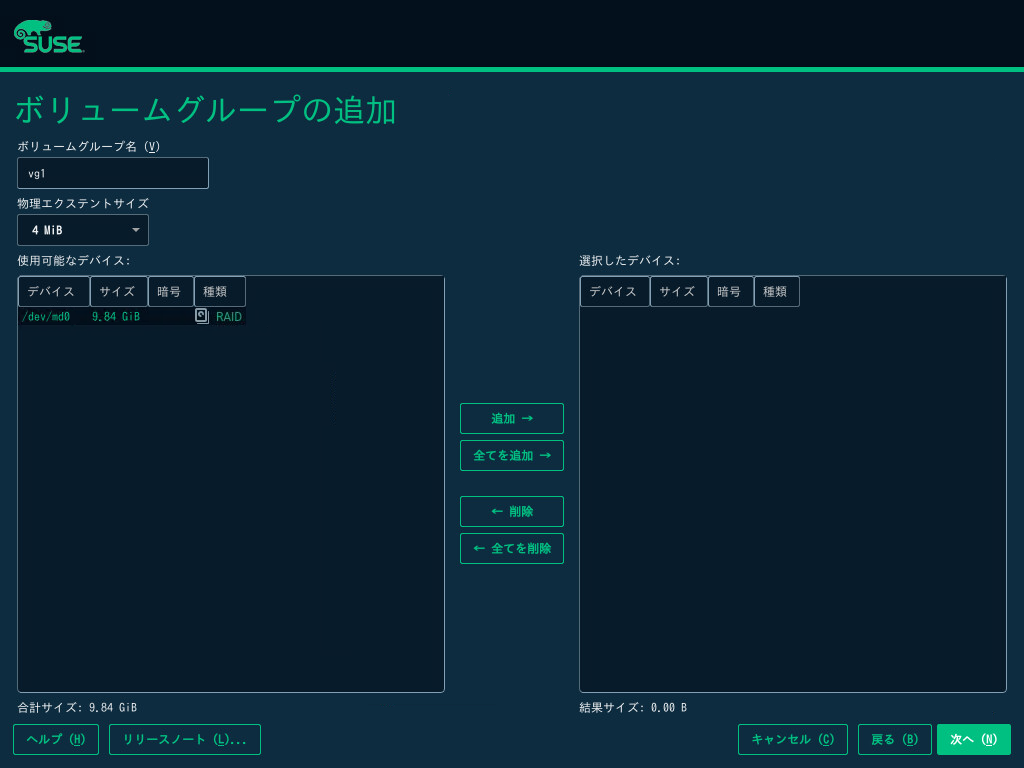 SUSE
ボリュームグループの追加
ボリュームグループ名 (V)
vg1
物理エクステントサイズ
4 MiB
使用可能なデバイス:
デバイス サイズ 暗号 種類
/dev/md0 9.84 GiB RAID
追加 →
全てを追加 →
← 削除
← 全てを削除
選択したデバイス:
デバイス サイズ 暗号 種類
合計サイズ: 9.84 GiB
結果サイズ: 0.00 B
ヘルプ (H) リリースノート (L)... キャンセル (C) 戻る (B) 次へ (N)